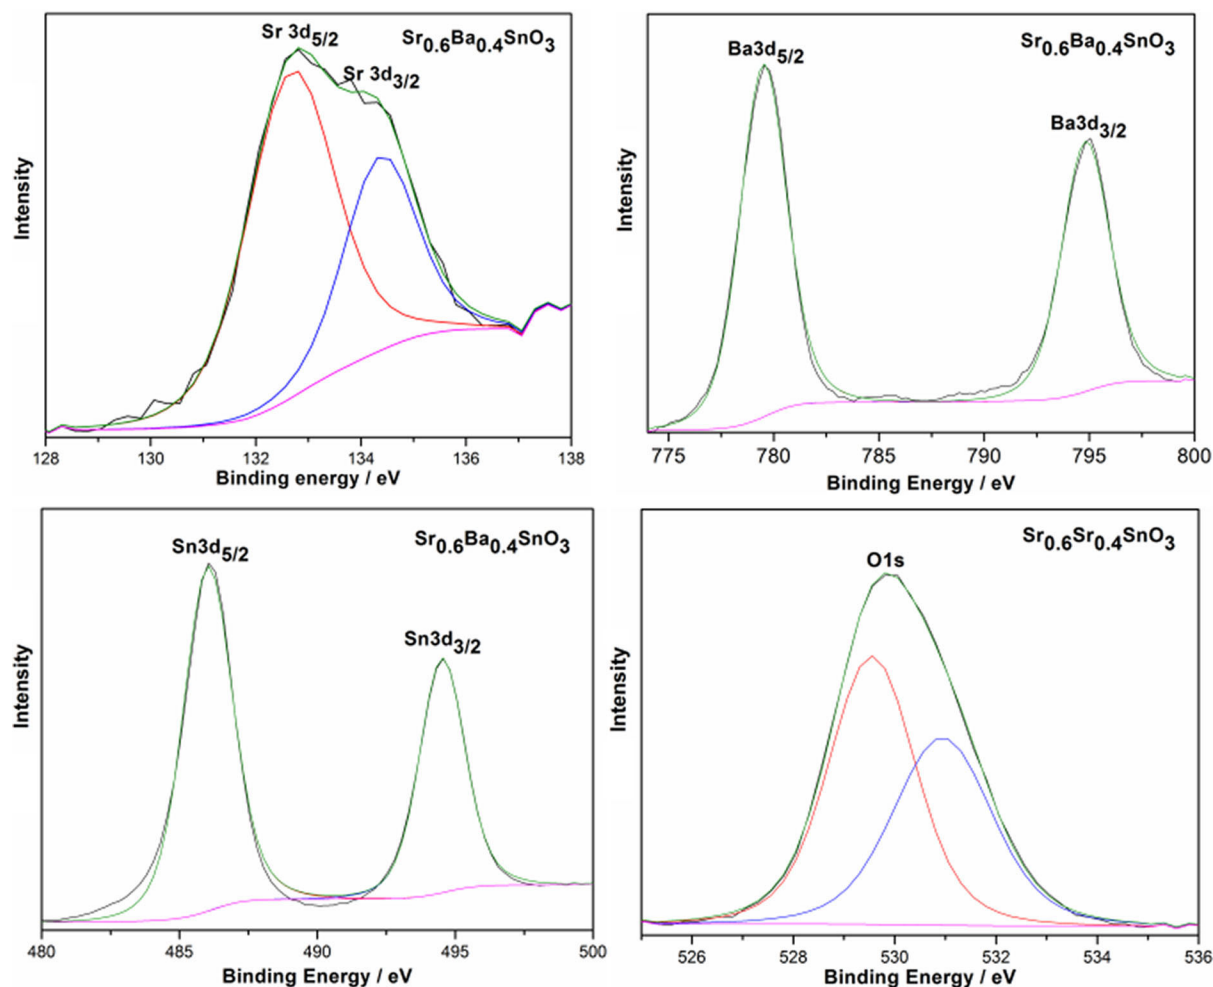 Sr 3d5/2
Sr 3d3/2
Sr0.6Ba0.4SnO3
Intensity
128 130 132 134 136 138
Binding energy / eV
Ba3d5/2
Ba3d3/2
Sr0.6Ba0.4SnO3
Intensity
775 780 785 790 795 800
Binding Energy / eV
Sn3d5/2
Sn3d3/2
Sr0.6Ba0.4SnO3
Intensity
480 485 490 495 500
Binding Energy / eV
O1s
Sr0.6Sr0.4SnO3
Intensity
526 528 530 532 534 536
Binding Energy / eV